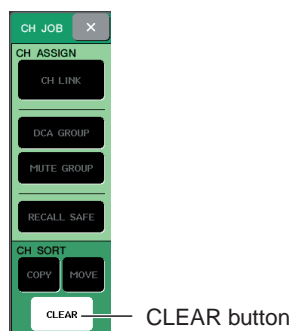 CH JOB ×
CH ASSIGN
CH LINK
DCA GROUP
MUTE GROUP
RECALL SAFE
CH SORT
COPY MOVE
CLEAR CLEAR button